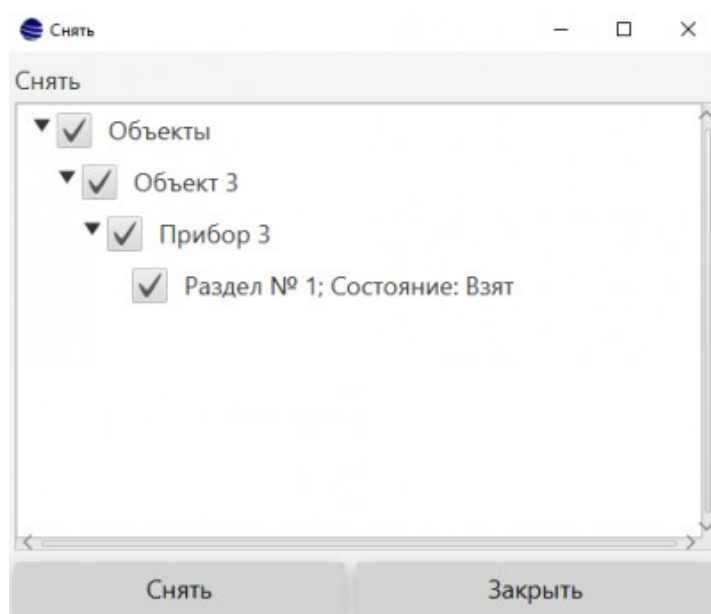 Снять
Снять
Объекты
Объект 3
Прибор 3
Раздел № 1; Состояние: Взят
Снять
Закрыть